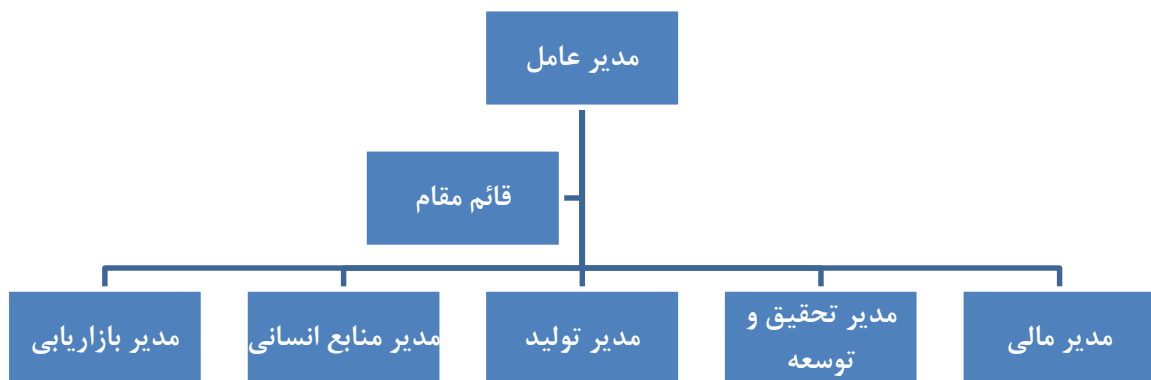 مدیر عامل
قائم مقام
مدیر مالی
مدیر تحقیق و
توسعه
مدیر تولید
مدیر منابع انسانی
مدیر بازاریابی